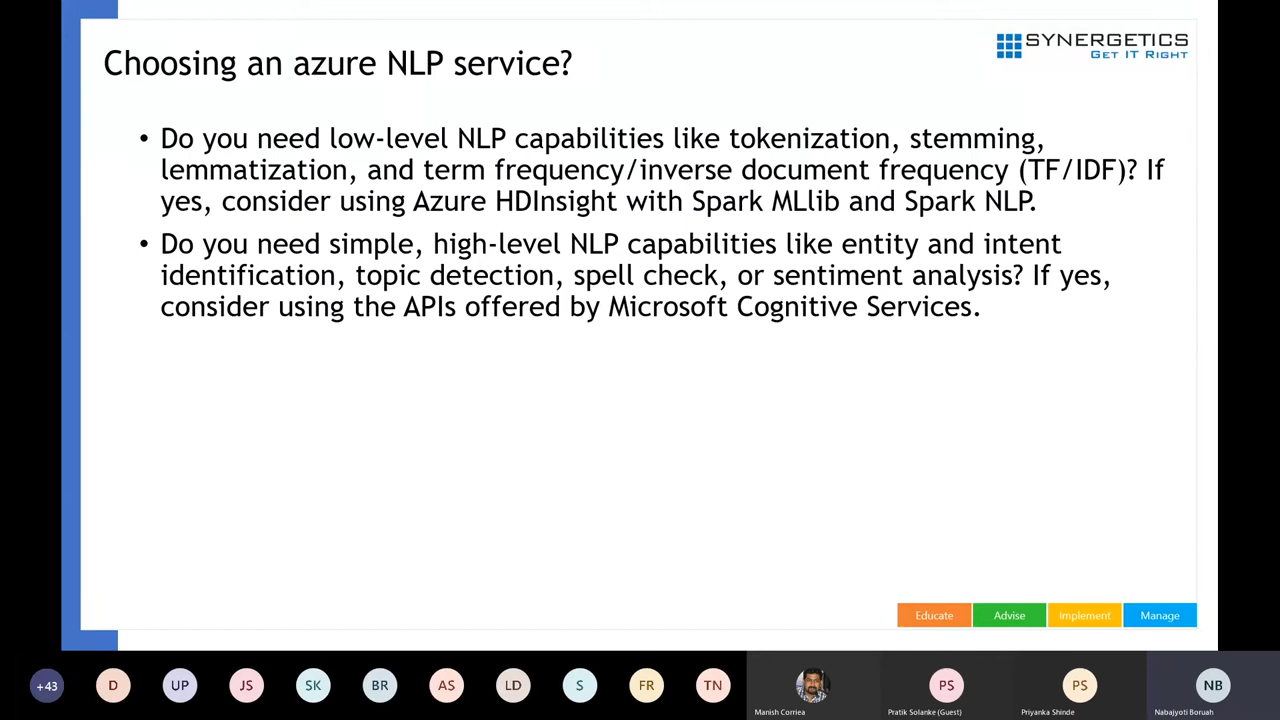 Choosing an azure NLP service?
SYNERGETICS
GET IT RIGHT
• Do you need low-level NLP capabilities like tokenization, stemming,
lemmatization, and term frequency/inverse document frequency (TF/IDF)? If
yes, consider using Azure HDInsight with Spark MLlib and Spark NLP.
• Do you need simple, high-level NLP capabilities like entity and intent
identification, topic detection, spell check, or sentiment analysis? If yes,
consider using the APIs offered by Microsoft Cognitive Services.
Educate Advise Implement Manage
+43 D UP JS SK BR AS LD S FR TN PS PS NB
Manish Corriea Pratik Solanke (Guest) Priyanka Shinde Nabajyoti Boruah